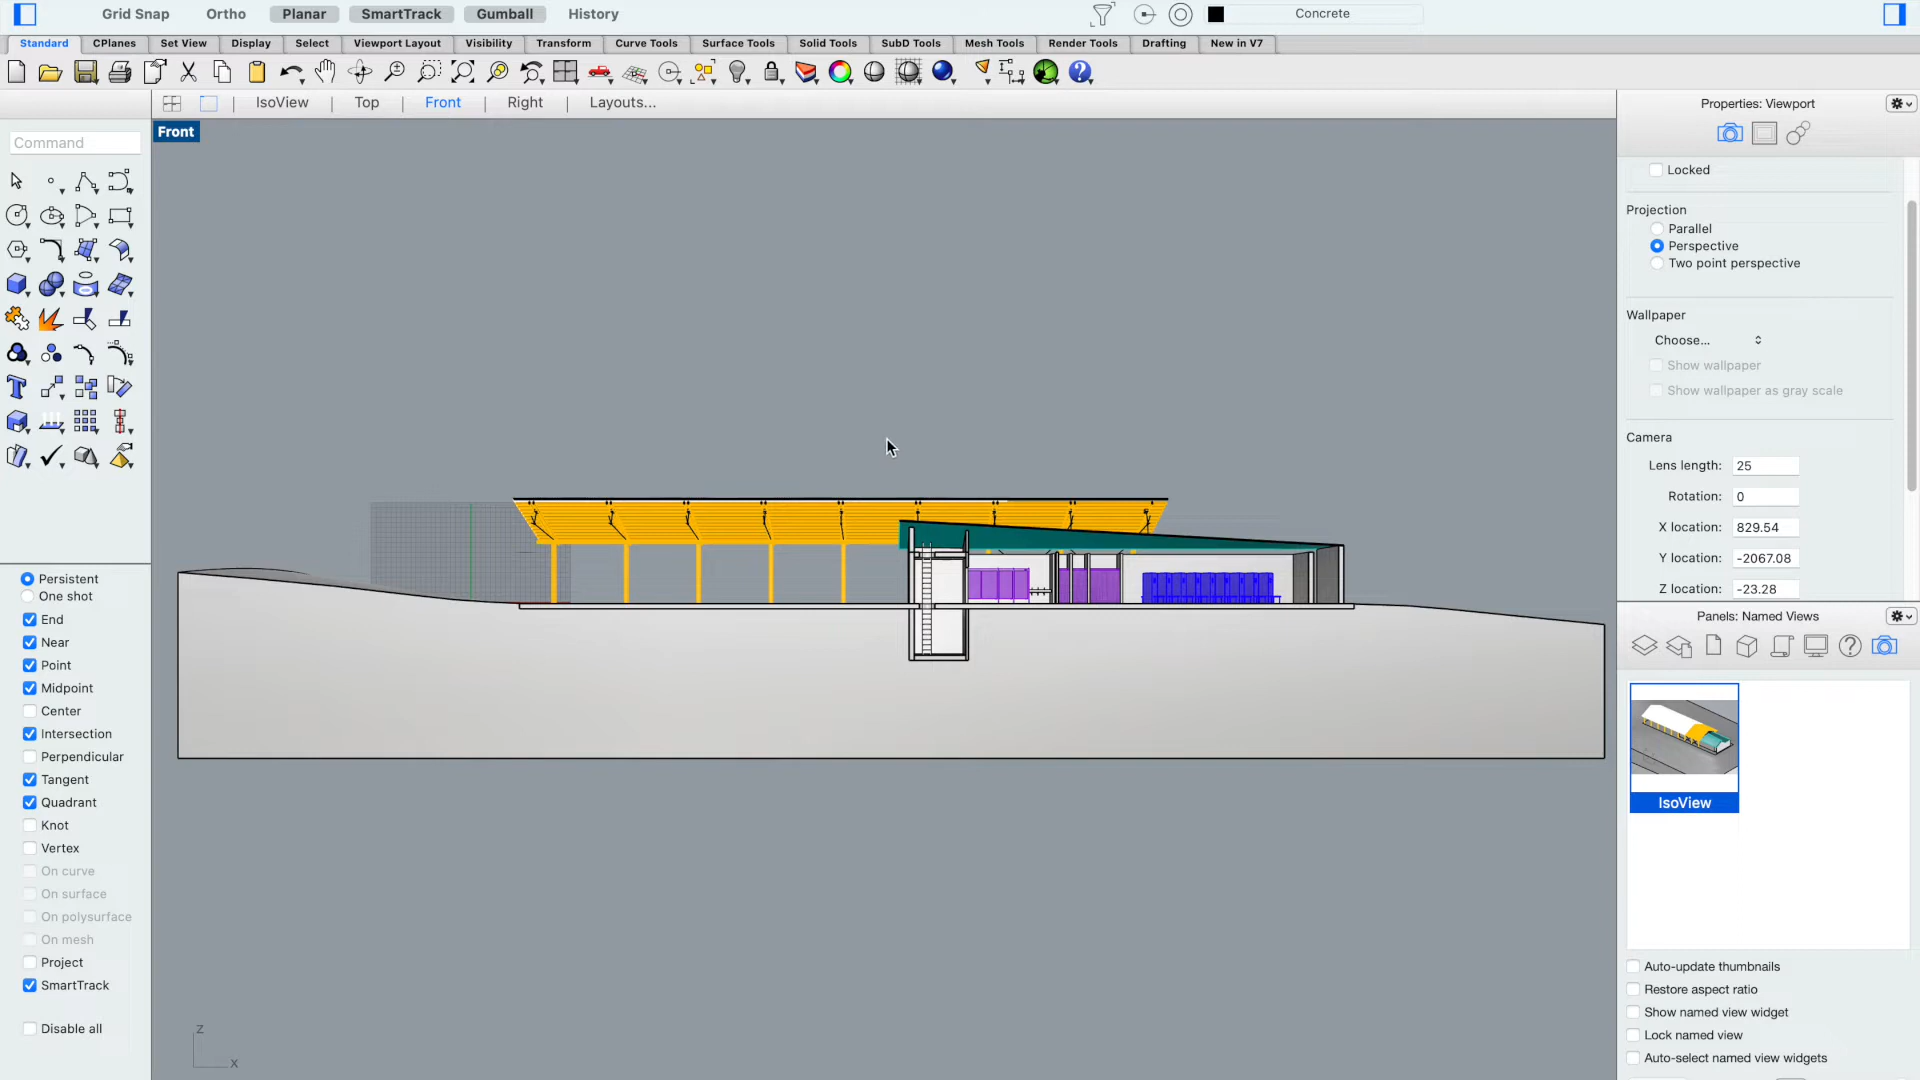 Grid Snap Ortho Planar SmartTrack Gumball History Concrete
Standard CPlanes Set View Display Select Viewport Layout Visibility Transform Curve Tools Surface Tools Solid Tools SubD Tools Mesh Tools Render Tools Drafting New in V7
IsoView Top Front Right Layouts...
Properties: Viewport
Front
Command
Locked
Projection
Parallel
Perspective
Two point perspective
Wallpaper
Choose...
Show wallpaper
Show wallpaper as gray scale
Camera
Lens length: 25
Rotation: 0
X location: 829.54
Y location: -2067.08
Z location: -23.28
Panels: Named Views
IsoView
Auto-update thumbnails
Restore aspect ratio
Show named view widget
Lock named view
Auto-select named view widgets
Persistent
One shot
End
Near
Point
Midpoint
Center
Intersection
Perpendicular
Tangent
Quadrant
Knot
Vertex
On curve
On surface
On polysurface
On mesh
Project
SmartTrack
Disable all
z
x